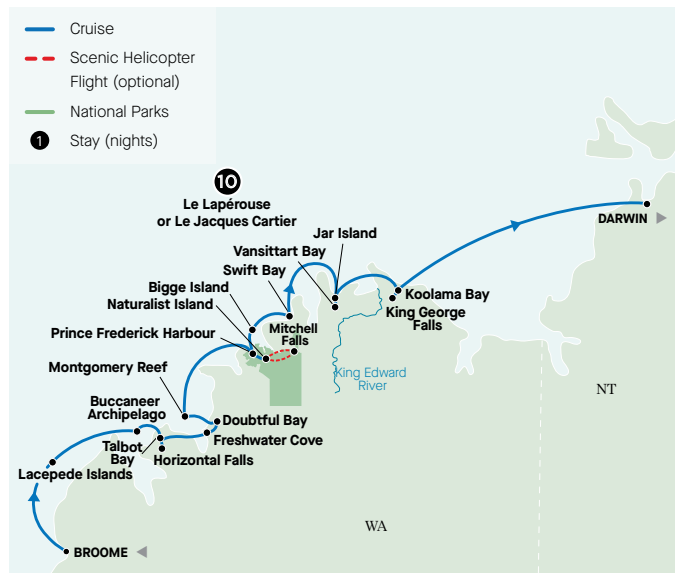 Cruise
Scenic Helicopter
Flight (optional)
National Parks
1 Stay (nights)
10
Le Lapérouse
or Le Jacques Cartier
DARWIN
Jar Island
Vansittart Bay
Swift Bay
Bigge Island
Naturalist Island
Koolama Bay
King George
Falls
Mitchell
Falls
Prince Frederick Harbour
Montgomery Reef
King Edward
River
NT
Buccaneer
Archipelago
Doubtful Bay
Freshwater Cove
Talbot
Bay
Horizontal Falls
Lacepede Islands
WA
BROOME